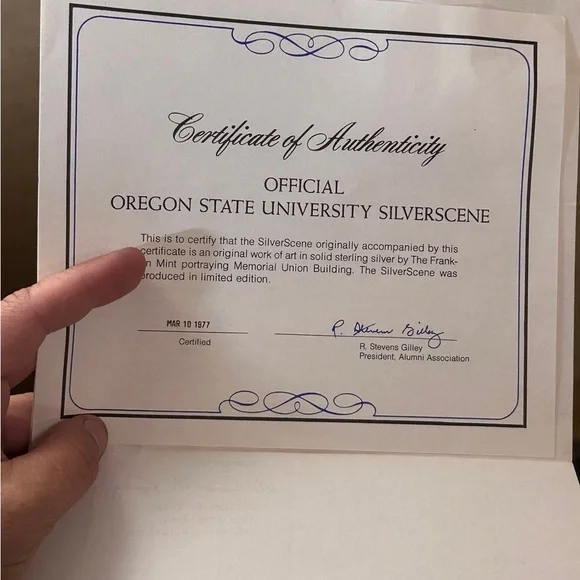 Certificate of Authenticity
OFFICIAL
OREGON STATE UNIVERSITY SILVERSCENE
This is to certify that the SilverScene originally accompanied by this
certificate is an original work of art in solid sterling silver by The Frank-
in Mint portraying Memorial Union Building. The SilverScene was
produced in limited edition.
MAR 10 1977
Certified
R. Stevens Gilley
R. Stevens Gilley
President, Alumni Association